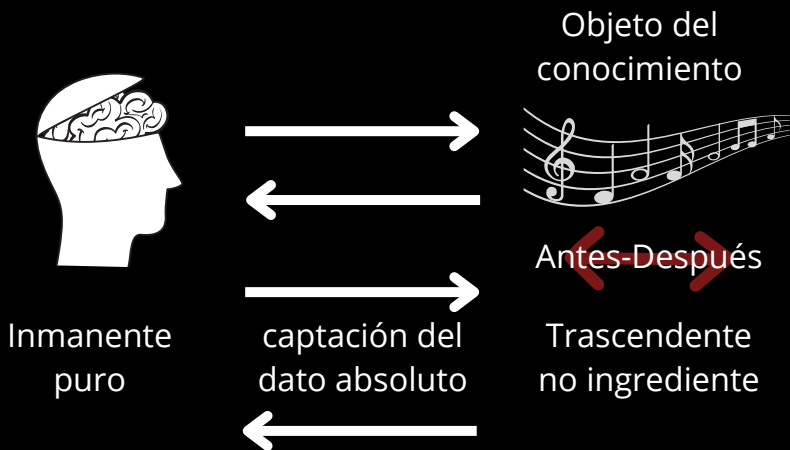 Objeto del
conocimiento
Antes-Después
Inmanente
puro
captación del
dato absoluto
Trascendente
no ingrediente